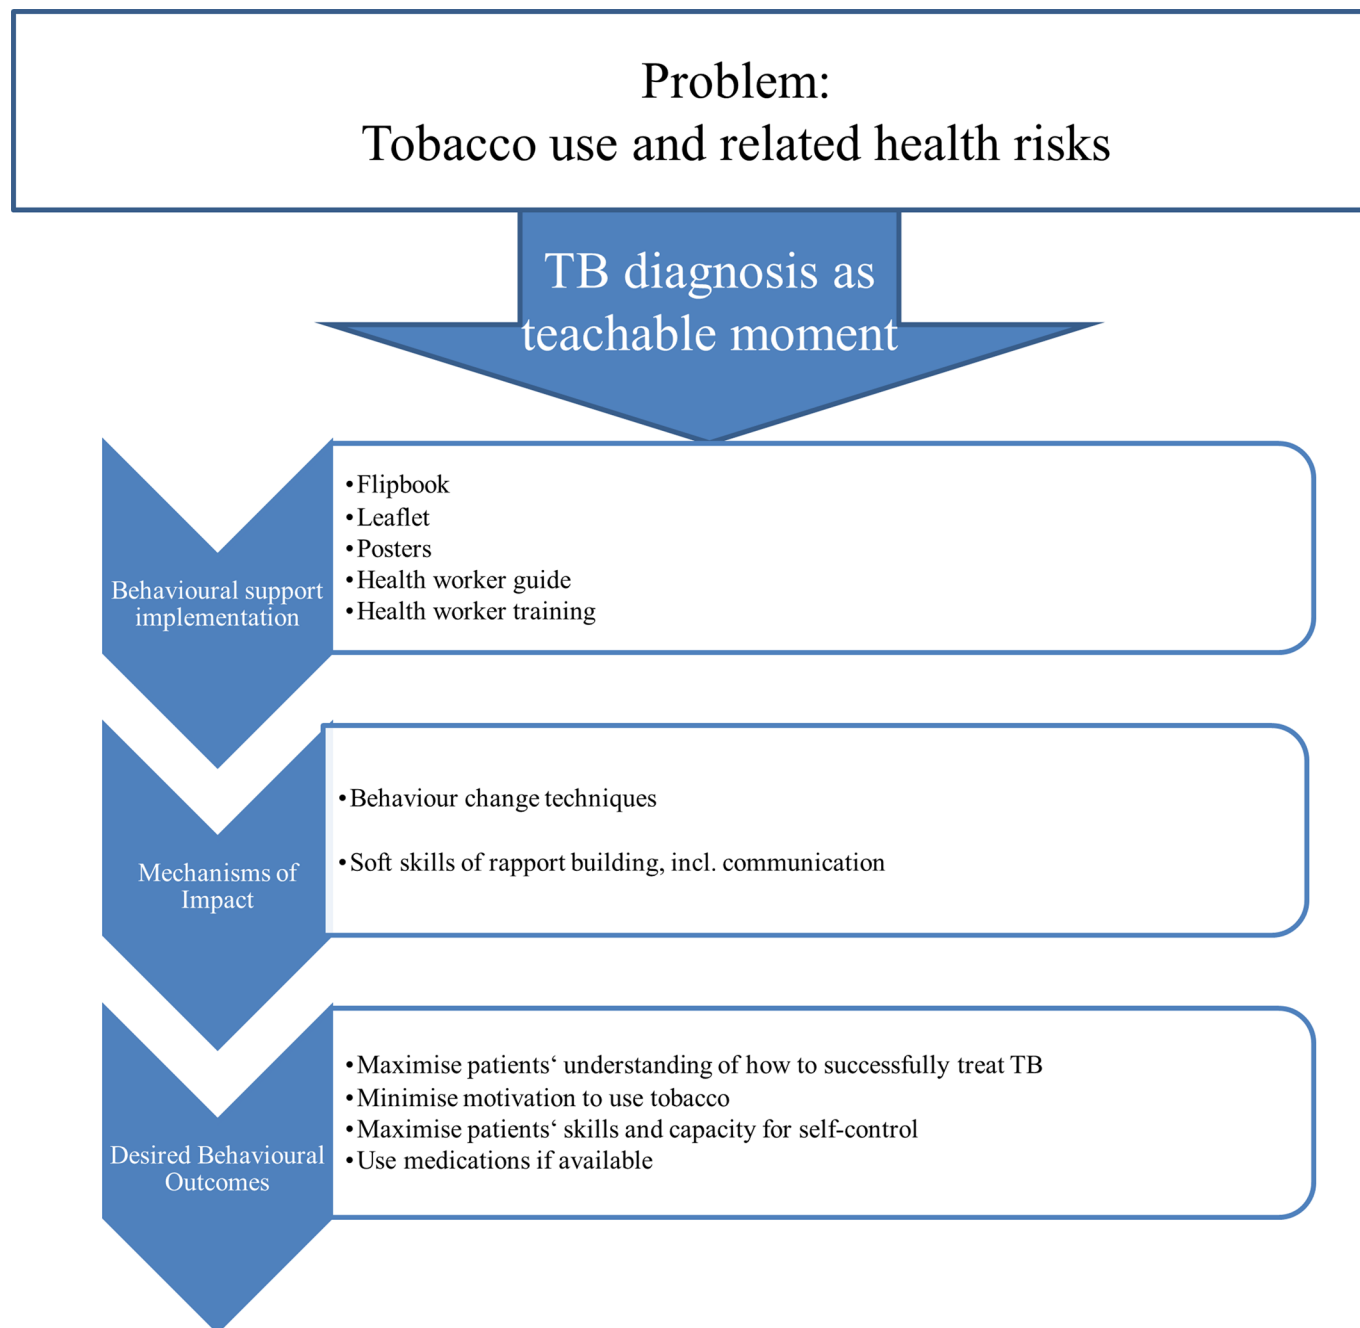 Problem:
Tobacco use and related health risks
TB diagnosis as
teachable moment
Behavioural support
implementation
•Flipbook
•Leaflet
•Posters
•Health worker guide
•Health worker training
Mechanisms of
Impact
•Behaviour change techniques
•Soft skills of rapport building, incl. communication
Desired Behavioural
Outcomes
•Maximise patients‘ understanding of how to successfully treat TB
•Minimise motivation to use tobacco
•Maximise patients‘ skills and capacity for self-control
•Use medications if available